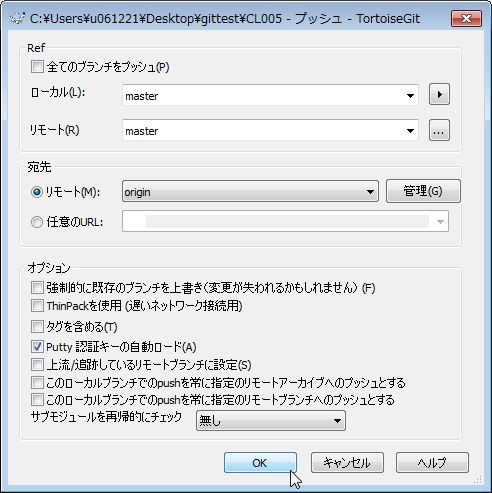 C:¥Users¥u061221¥Desktop¥gittest¥CL005 - プッシュ - TortoiseGit
Ref
全てのブランチをプッシュ(P)
ローカル(L): master
リモート(R) master ...
宛先
リモート(M): origin 管理(G)
任意のURL:
オプション
強制的に既存のブランチを上書き(変更が失われるかもしれません) (F)
ThinPackを使用 (遅いネットワーク接続用)
タグを含める(T)
Putty 認証キーの自動ロード(A)
上流/追跡しているリモートブランチに設定(S)
このローカルブランチでのpushを常に指定のリモートアーカイブへのプッシュとする
このローカルブランチでのpushを常に指定のリモートブランチへのプッシュとする
サブモジュールを再帰的にチェック 無し
OK キャンセル ヘルプ